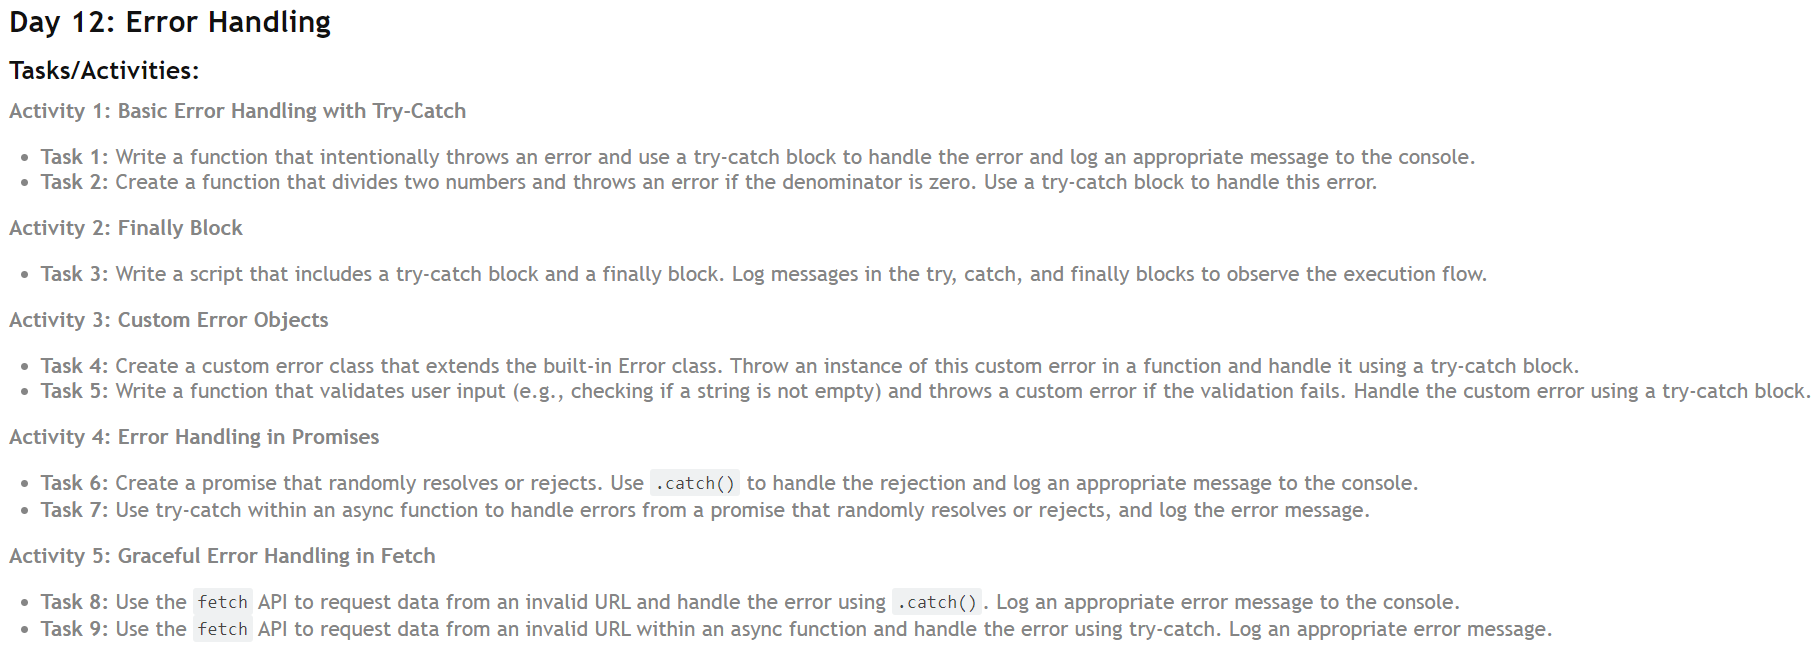 Day 12: Error Handling
Tasks/Activities:
Activity 1: Basic Error Handling with Try-Catch
• Task 1: Write a function that intentionally throws an error and use a try-catch block to handle the error and log an appropriate message to the console.
• Task 2: Create a function that divides two numbers and throws an error if the denominator is zero. Use a try-catch block to handle this error.
Activity 2: Finally Block
• Task 3: Write a script that includes a try-catch block and a finally block. Log messages in the try, catch, and finally blocks to observe the execution flow.
Activity 3: Custom Error Objects
• Task 4: Create a custom error class that extends the built-in Error class. Throw an instance of this custom error in a function and handle it using a try-catch block.
• Task 5: Write a function that validates user input (e.g., checking if a string is not empty) and throws a custom error if the validation fails. Handle the custom error using a try-catch block.
Activity 4: Error Handling in Promises
• Task 6: Create a promise that randomly resolves or rejects. Use .catch() to handle the rejection and log an appropriate message to the console.
• Task 7: Use try-catch within an async function to handle errors from a promise that randomly resolves or rejects, and log the error message.
Activity 5: Graceful Error Handling in Fetch
• Task 8: Use the fetch API to request data from an invalid URL and handle the error using .catch(). Log an appropriate error message to the console.
• Task 9: Use the fetch API to request data from an invalid URL within an async function and handle the error using try-catch. Log an appropriate error message.